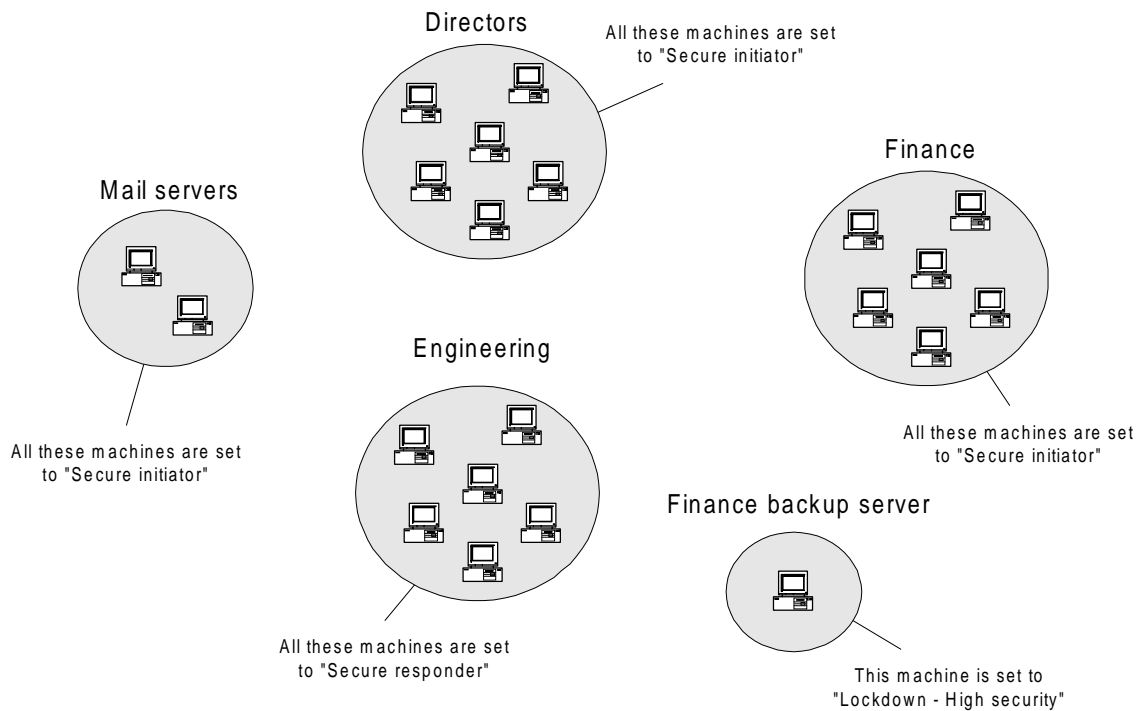 Directors
All these machines are set
to "Secure initiator"
Finance
Mail servers
Engineering
All these machines are set
to "Secure initiator"
All these machines are set
to "Secure initiator"
Finance backup server
All these machines are set
to "Secure responder"
This machine is set to
"Lockdown - High security"